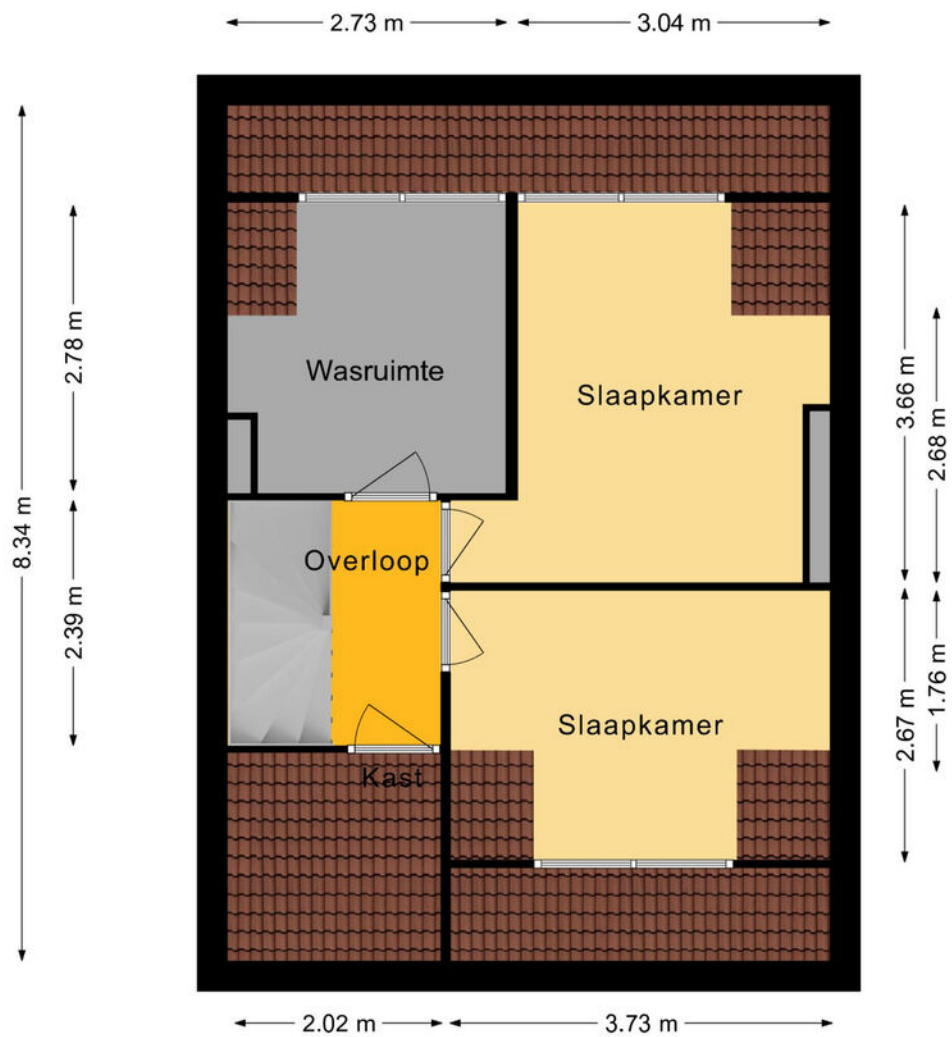 2.73 m
3.04 m
8.34 m
2.78 m
2.39 m
Wasruimte
Slaapkamer
3.66 m
2.68 m
Overloop
Slaapkamer
2.67 m
1.76 m
Kast
2.02 m
3.73 m